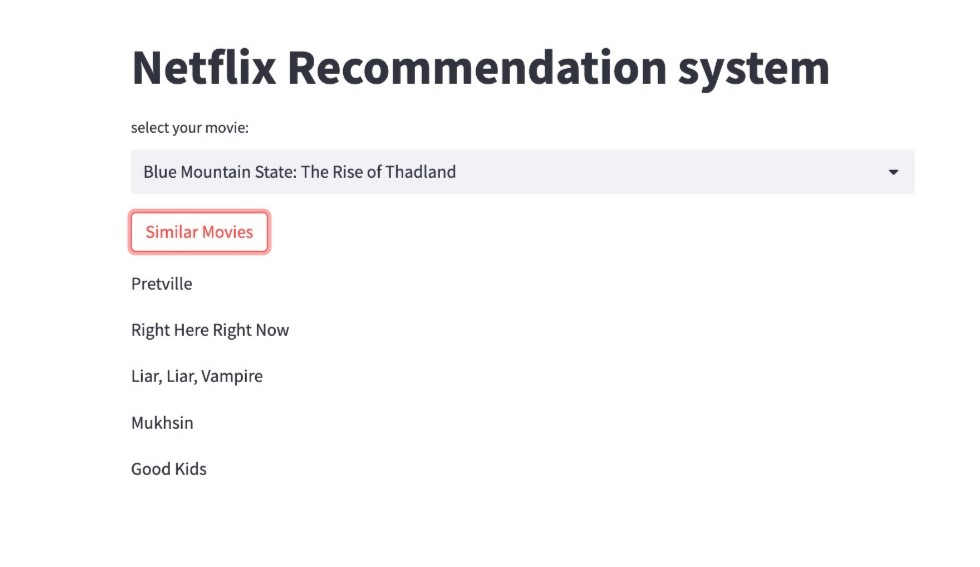 Netflix Recommendation system
select your movie:
Blue Mountain State: The Rise of Thadland
Similar Movies
Pretville
Right Here Right Now
Liar, Liar, Vampire
Mukhsin
Good Kids